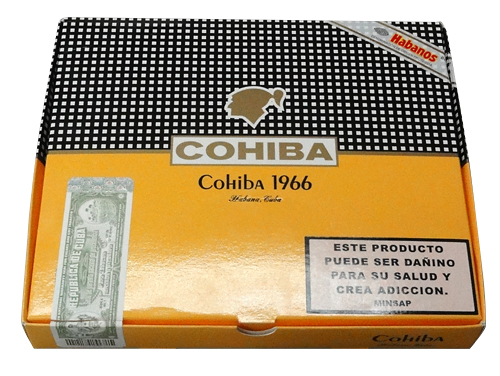 Habanos
COHIBA
Cohiba 1966
Habana, Cuba
REPUBLICA DE CUBA
ESTE PRODUCTO
PUEDE SER DAÑINO
PARA SU SALUD Y
CREA ADICCION.
MINSAP
Cohiba